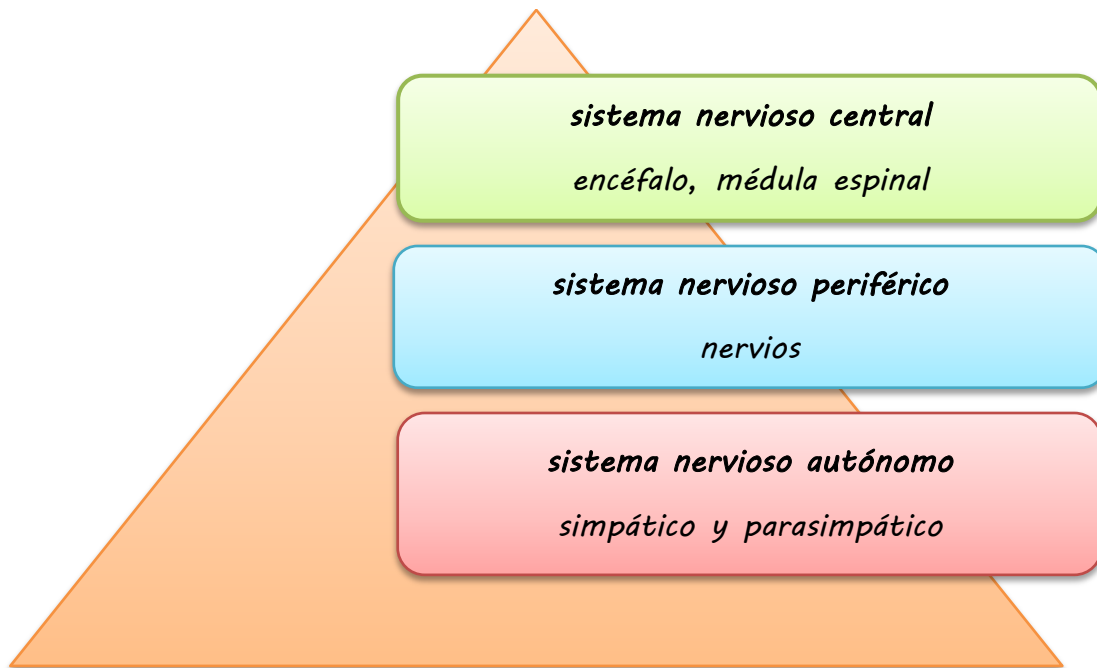 sistema nervioso central
encéfalo, médula espinal
sistema nervioso periférico
nervios
sistema nervioso autónomo
simpático y parasimpático